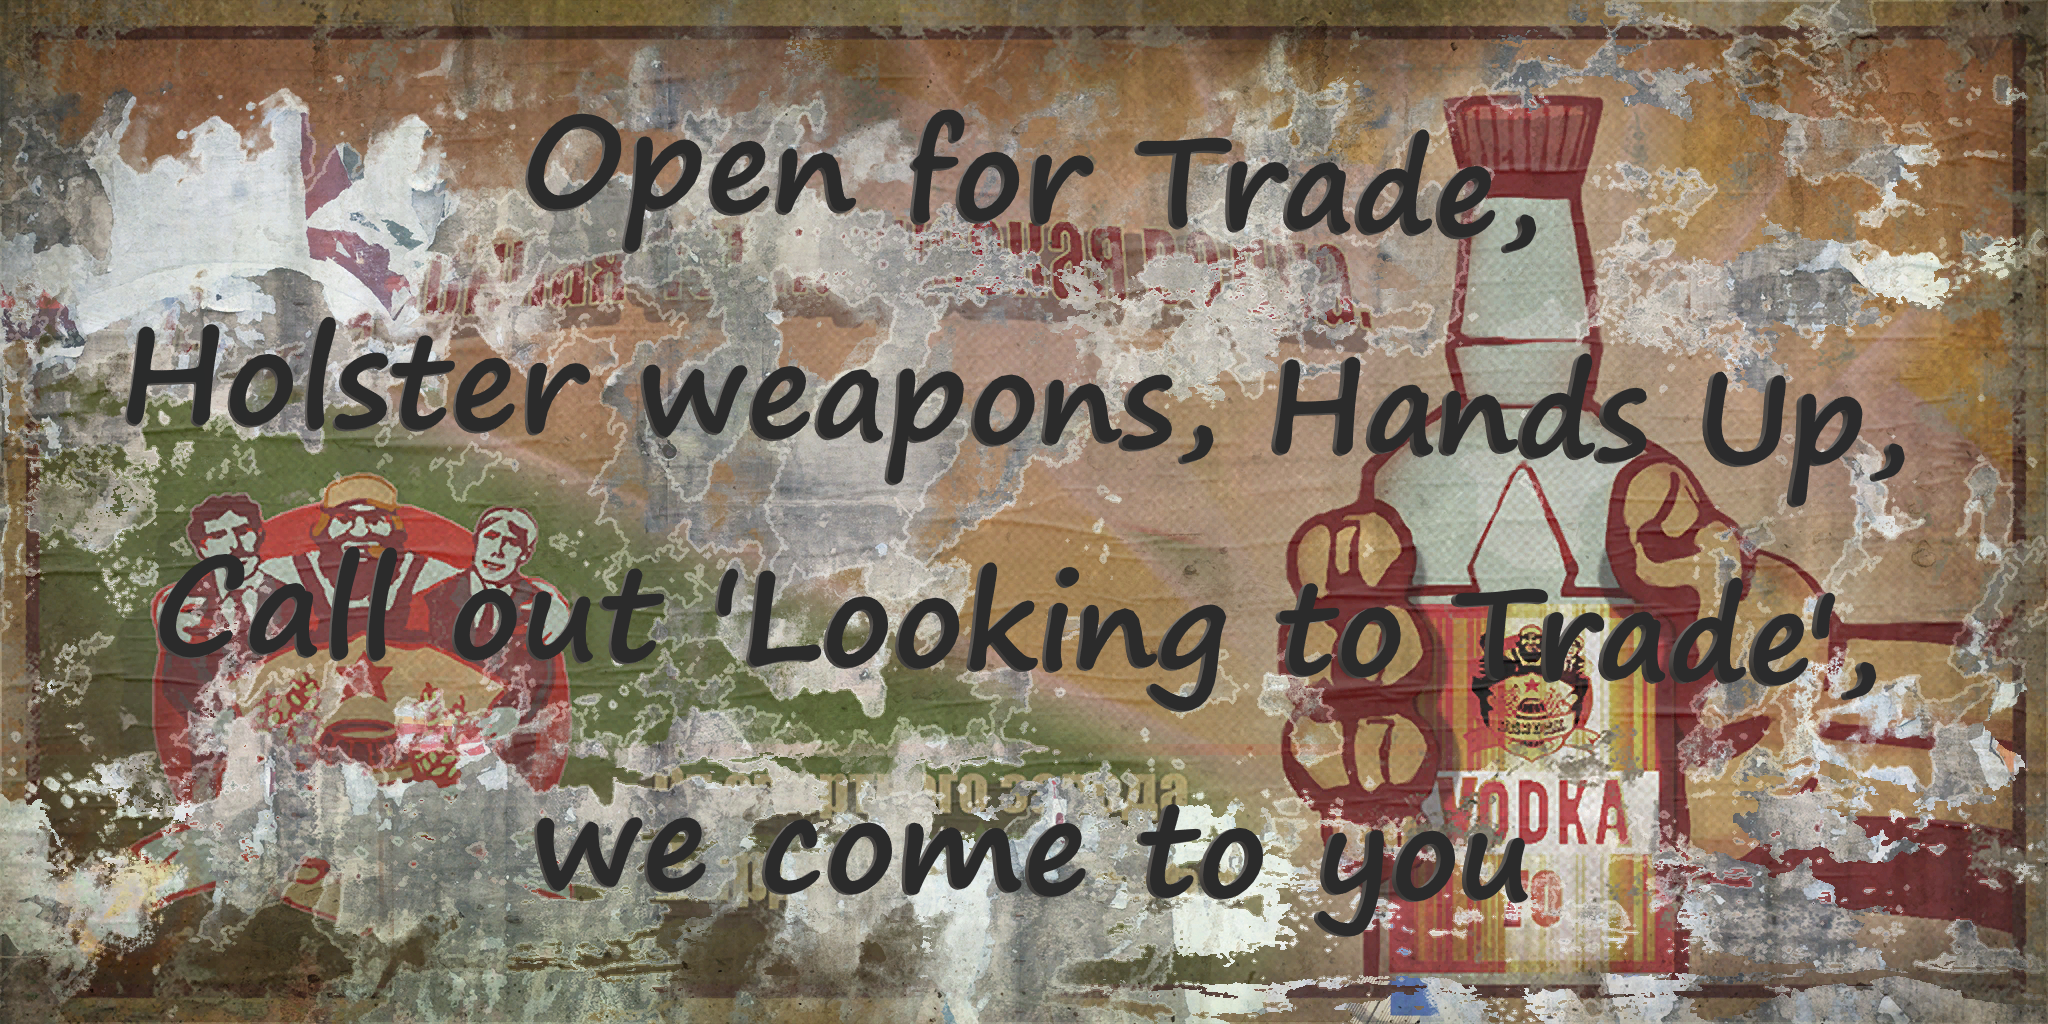 Open for Trade,
Holster weapons, Hands Up,
Call out 'Looking to Trade',
we come to you
VODKA